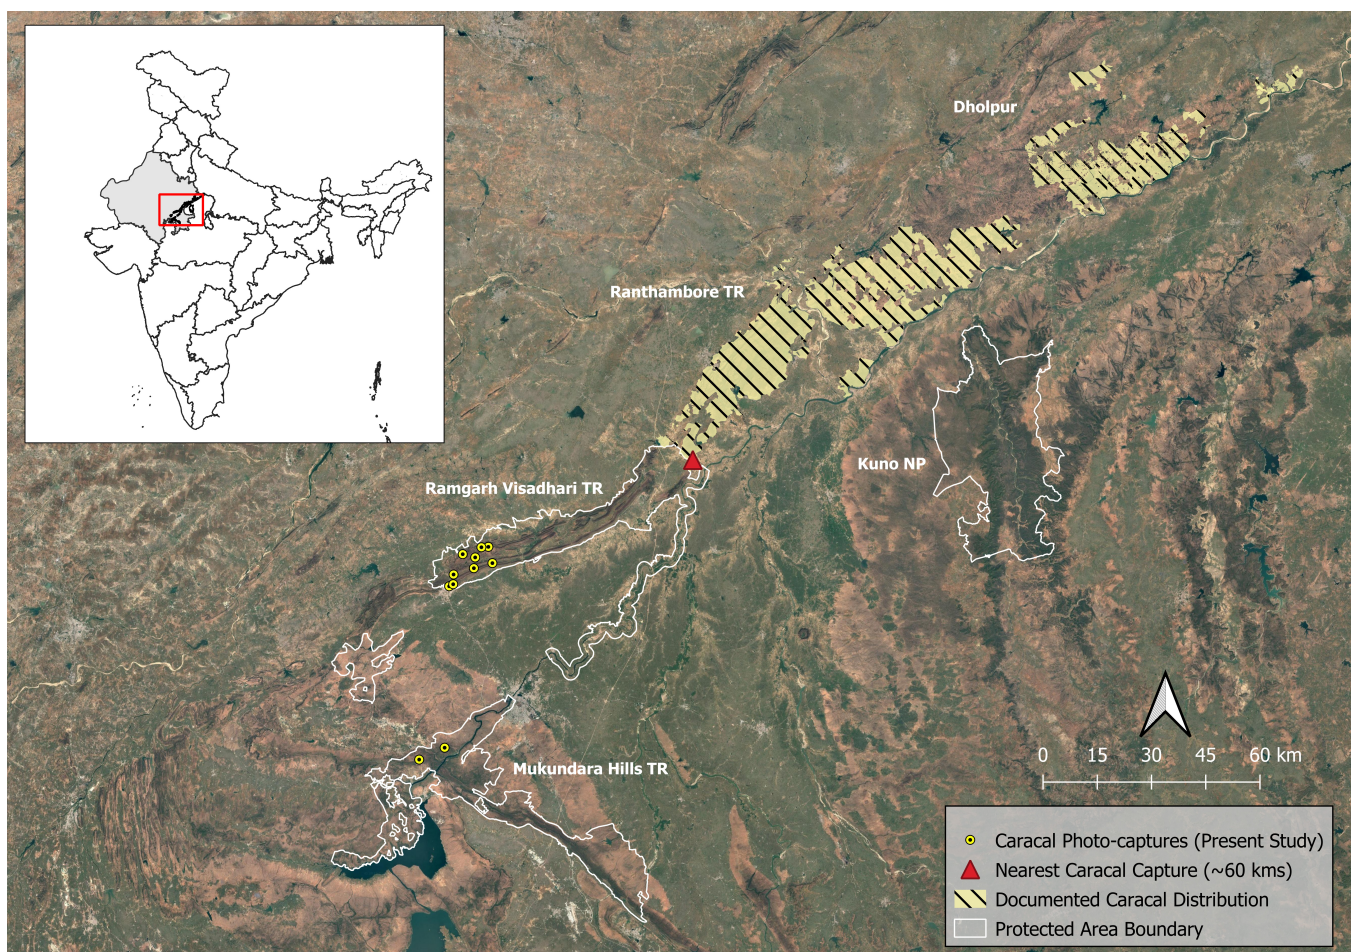 Dholpur
Ranthambore TR
Kuno NP
Ramgarh Visadhari TR
Mukundara Hills TR
0 15 30 45 60 km
Caracal Photo-captures (Present Study)
Nearest Caracal Capture (~60 kms)
Documented Caracal Distribution
Protected Area Boundary